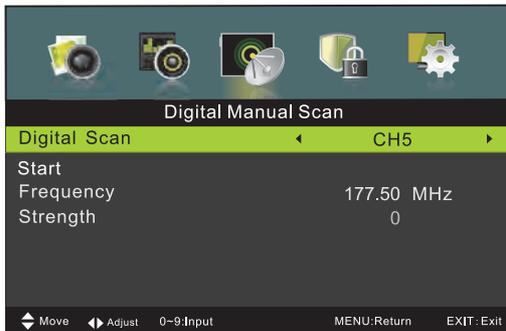 Digital Manual Scan
Digital Scan CH5
Start
Frequency 177.50 MHz
Strength 0
Move Adjust 0~9:Input MENU:Return EXIT:Exit